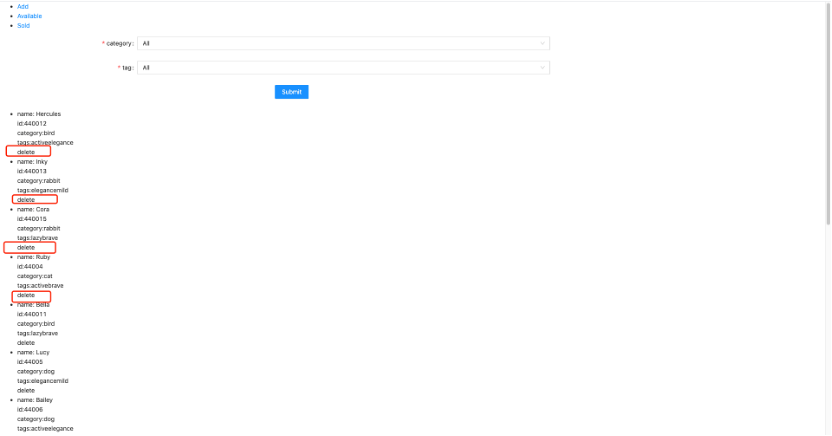 Add
Available
Sold
* category: All
* tag: All
Submit
name: Hercules
id:440012
category:bird
tags:activeelegance
delete
name: Inky
id:440013
category:rabbit
tags:elegancemild
delete
name: Cora
id:440015
category:rabbit
tags:lazybrave
delete
name: Ruby
id:44004
category:cat
tags:activebrave
delete
name: Bella
id:440011
category:bird
tags:lazybrave
delete
name: Lucy
id:44005
category:dog
tags:elegancemild
delete
name: Bailey
id:44006
category:dog
tags:activeelegance